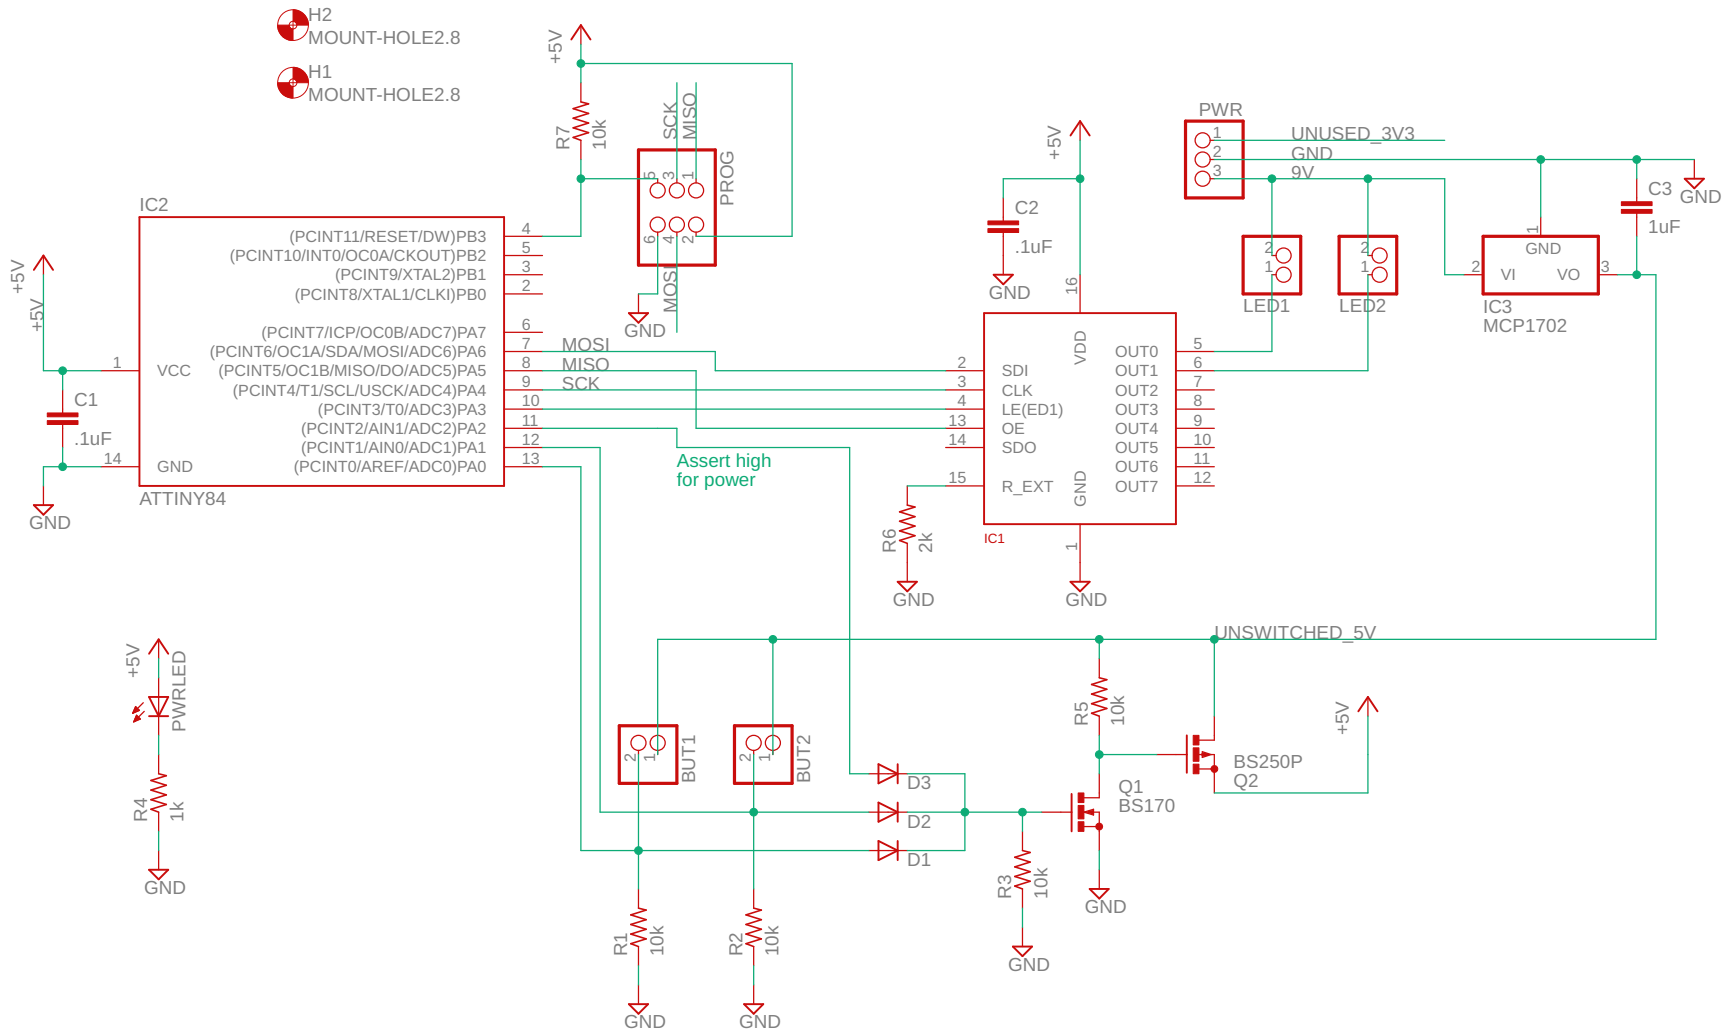 H2
MOUNT-HOLE2.8
H1
MOUNT-HOLE2.8
+5V
R7
10k
SCK
MISO
5
3
1
PROG
6
4
2
MOSI
GND
IC2
(PCINT11/RESET/DW)PB3
4
(PCINT10/INT0/OC0A/CKOUT)PB2
5
(PCINT9/XTAL2)PB1
3
(PCINT8/XTAL1/CLKI)PB0
2
(PCINT7/ICP/OC0B/ADC7)PA7
6
(PCINT6/OC1A/SDA/MOSI/ADC6)PA6
7
MOSI
(PCINT5/OC1B/MISO/DO/ADC5)PA5
8
MISO
(PCINT4/T1/SCL/USCK/ADC4)PA4
9
SCK
(PCINT3/T0/ADC3)PA3
10
(PCINT2/AIN1/ADC2)PA2
11
(PCINT1/AIN0/ADC1)PA1
12
(PCINT0/AREF/ADC0)PA0
13
1
VCC
14
GND
ATTINY84
+5V
+5V
C1
.1uF
GND
Assert high
for power
+5V
C2
.1uF
GND
16
VDD
2
SDI
3
CLK
4
LE(ED1)
13
OE
14
SDO
15
R_EXT
GND
1
OUT0
5
OUT1
6
OUT2
7
OUT3
8
OUT4
9
OUT5
10
OUT6
11
OUT7
12
IC1
R6
2k
GND
GND
PWR
1
2
3
UNUSED_3V3
GND
9V
2
1
LED1
2
1
LED2
1
GND
2
VI
VO
3
IC3
MCP1702
C3
1uF
GND
UNSWITCHED_5V
+5V
PWRLED
R4
1k
GND
2
1
BUT1
2
1
BUT2
D3
D2
D1
R1
10k
GND
R2
10k
GND
R3
10k
GND
R5
10k
Q1
BS170
GND
BS250P
Q2
+5V